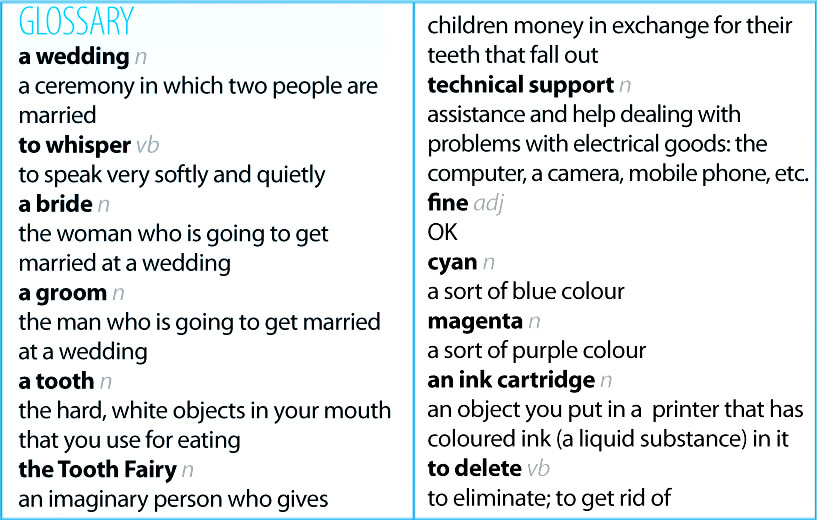 GLOSSARY
a wedding n
a ceremony in which two people are
married
to whisper vb
to speak very softly and quietly
a bride n
the woman who is going to get
married at a wedding
a groom n
the man who is going to get married
at a wedding
a tooth n
the hard, white objects in your mouth
that you use for eating
the Tooth Fairy n
an imaginary person who gives
children money in exchange for their
teeth that fall out
technical support n
assistance and help dealing with
problems with electrical goods: the
computer, a camera, mobile phone, etc.
fine adj
OK
cyan n
a sort of blue colour
magenta n
a sort of purple colour
an ink cartridge n
an object you put in a printer that has
coloured ink (a liquid substance) in it
to delete vb
to eliminate; to get rid of